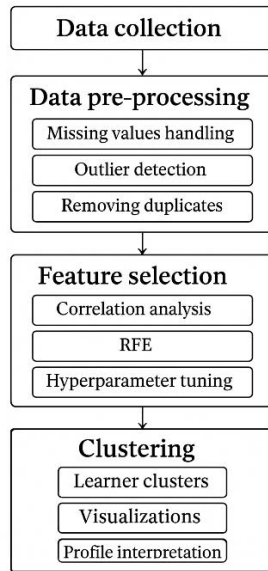 Data collection
Data pre-processing
Missing values handling
Outlier detection
Removing duplicates
Feature selection
Correlation analysis
RFE
Hyperparameter tuning
Clustering
Learner clusters
Visualizations
Profile interpretation